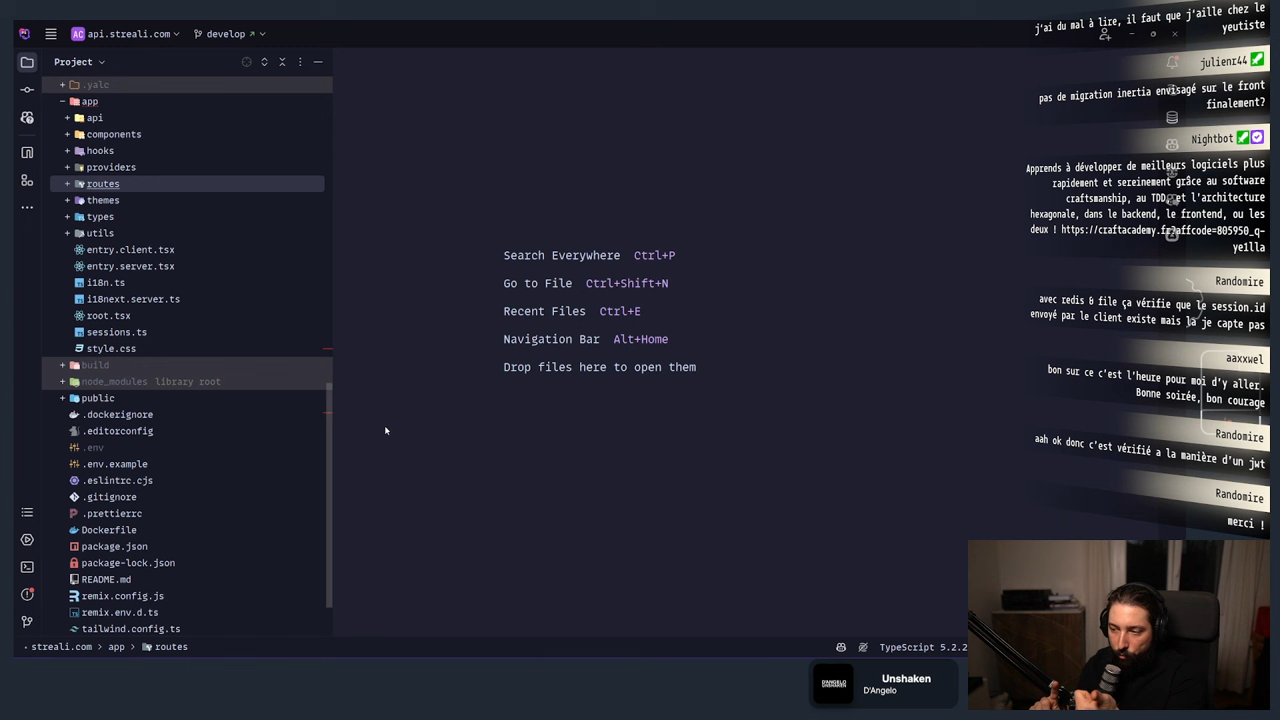 AC api.streali.com
develop
Project
.yalc
app
api
components
hooks
providers
routes
themes
types
utils
entry.client.tsx
entry.server.tsx
i18n.ts
i18next.server.ts
root.tsx
sessions.ts
style.css
build
node_modules library root
public
.dockerignore
.editorconfig
.env
.env.example
.eslintrc.cjs
.gitignore
.prettierrc
Dockerfile
package.json
package-lock.json
README.md
remix.config.js
remix.env.d.ts
tailwind.config.ts
streali.com
app
routes
Search Everywhere Ctrl+P
Go to File Ctrl+Shift+N
Recent Files Ctrl+E
Navigation Bar Alt+Home
Drop files here to open them
TypeScript 5.2.2
j'ai du mal à lire, il faut que j'aille chez le
yeutiste
julienr44
pas de migration inertia envisagé sur le front
finalement?
Nightbot
Apprends à développer de meilleurs logiciels plus
rapidement et sereinement grâce au software
craftsmanship, au TDD, et l'architecture
hexagonale, dans le backend, le frontend, ou les
deux ! https://craftacademy.fr?affcode=805950_q-
yeilla
Randomire
avec redis & file ça vérifie que le session.id
envoyé par le client existe mais la je capte pas
aaxxwel
bon sur ce c'est l'heure pour moi d'y aller.
Bonne soirée, bon courage
Randomire
aah ok donc c'est vérifié a la manière d'un jwt
Randomire
merci !
D'ANGELO
UNSHAKEN
Unshaken
D'Angelo